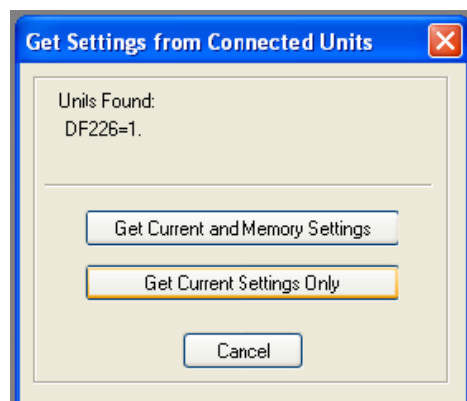 Get Settings from Connected Units
Units Found:
DF226=1.
Get Current and Memory Settings
Get Current Settings Only
Cancel